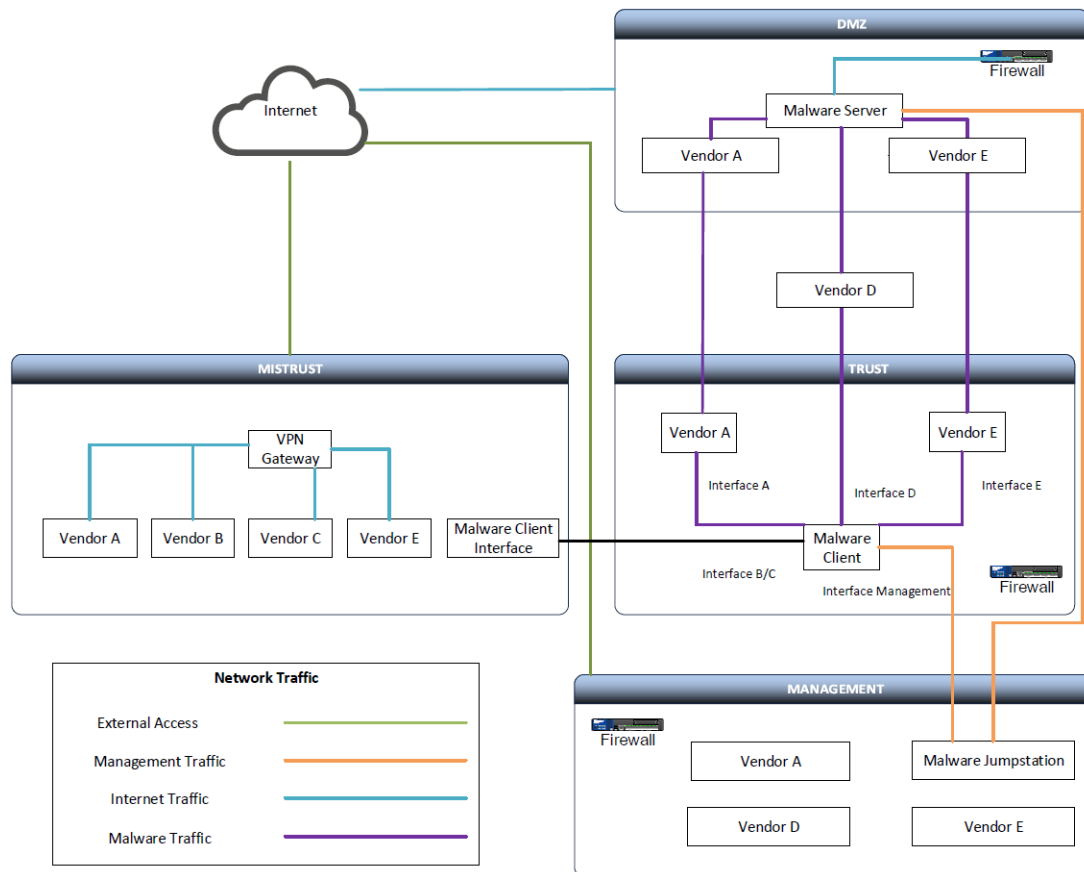 DMZ
Firewall
Internet
Malware Server
Vendor A
Vendor E
Vendor D
MISTRUST
TRUST
VPN
Gateway
Vendor A
Vendor E
Interface A
Interface D
Interface E
Vendor A
Vendor B
Vendor C
Vendor E
Malware Client
Interface
Malware
Client
Interface B/C
Interface Management
Firewall
Network Traffic
External Access
Management Traffic
Internet Traffic
Malware Traffic
MANAGEMENT
Firewall
Vendor A
Malware Jumpstation
Vendor D
Vendor E